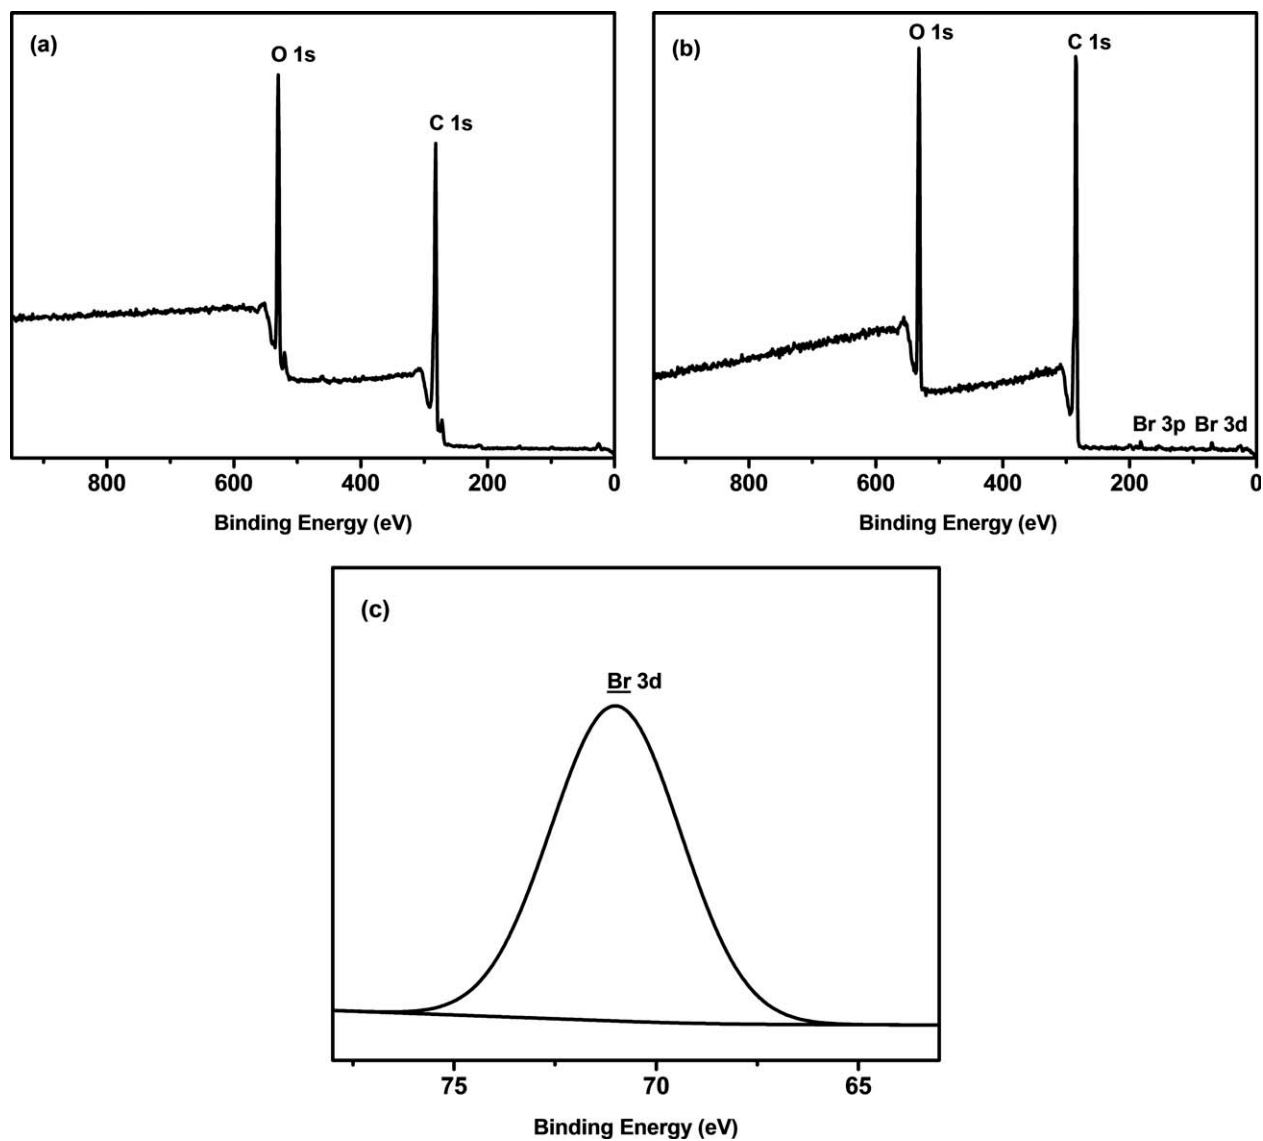 (a)
O 1s
C 1s
800 600 400 200 0
Binding Energy (eV)
(b)
O 1s
C 1s
Br 3p Br 3d
800 600 400 200 0
Binding Energy (eV)
(c)
Br 3d
75 70 65
Binding Energy (eV)